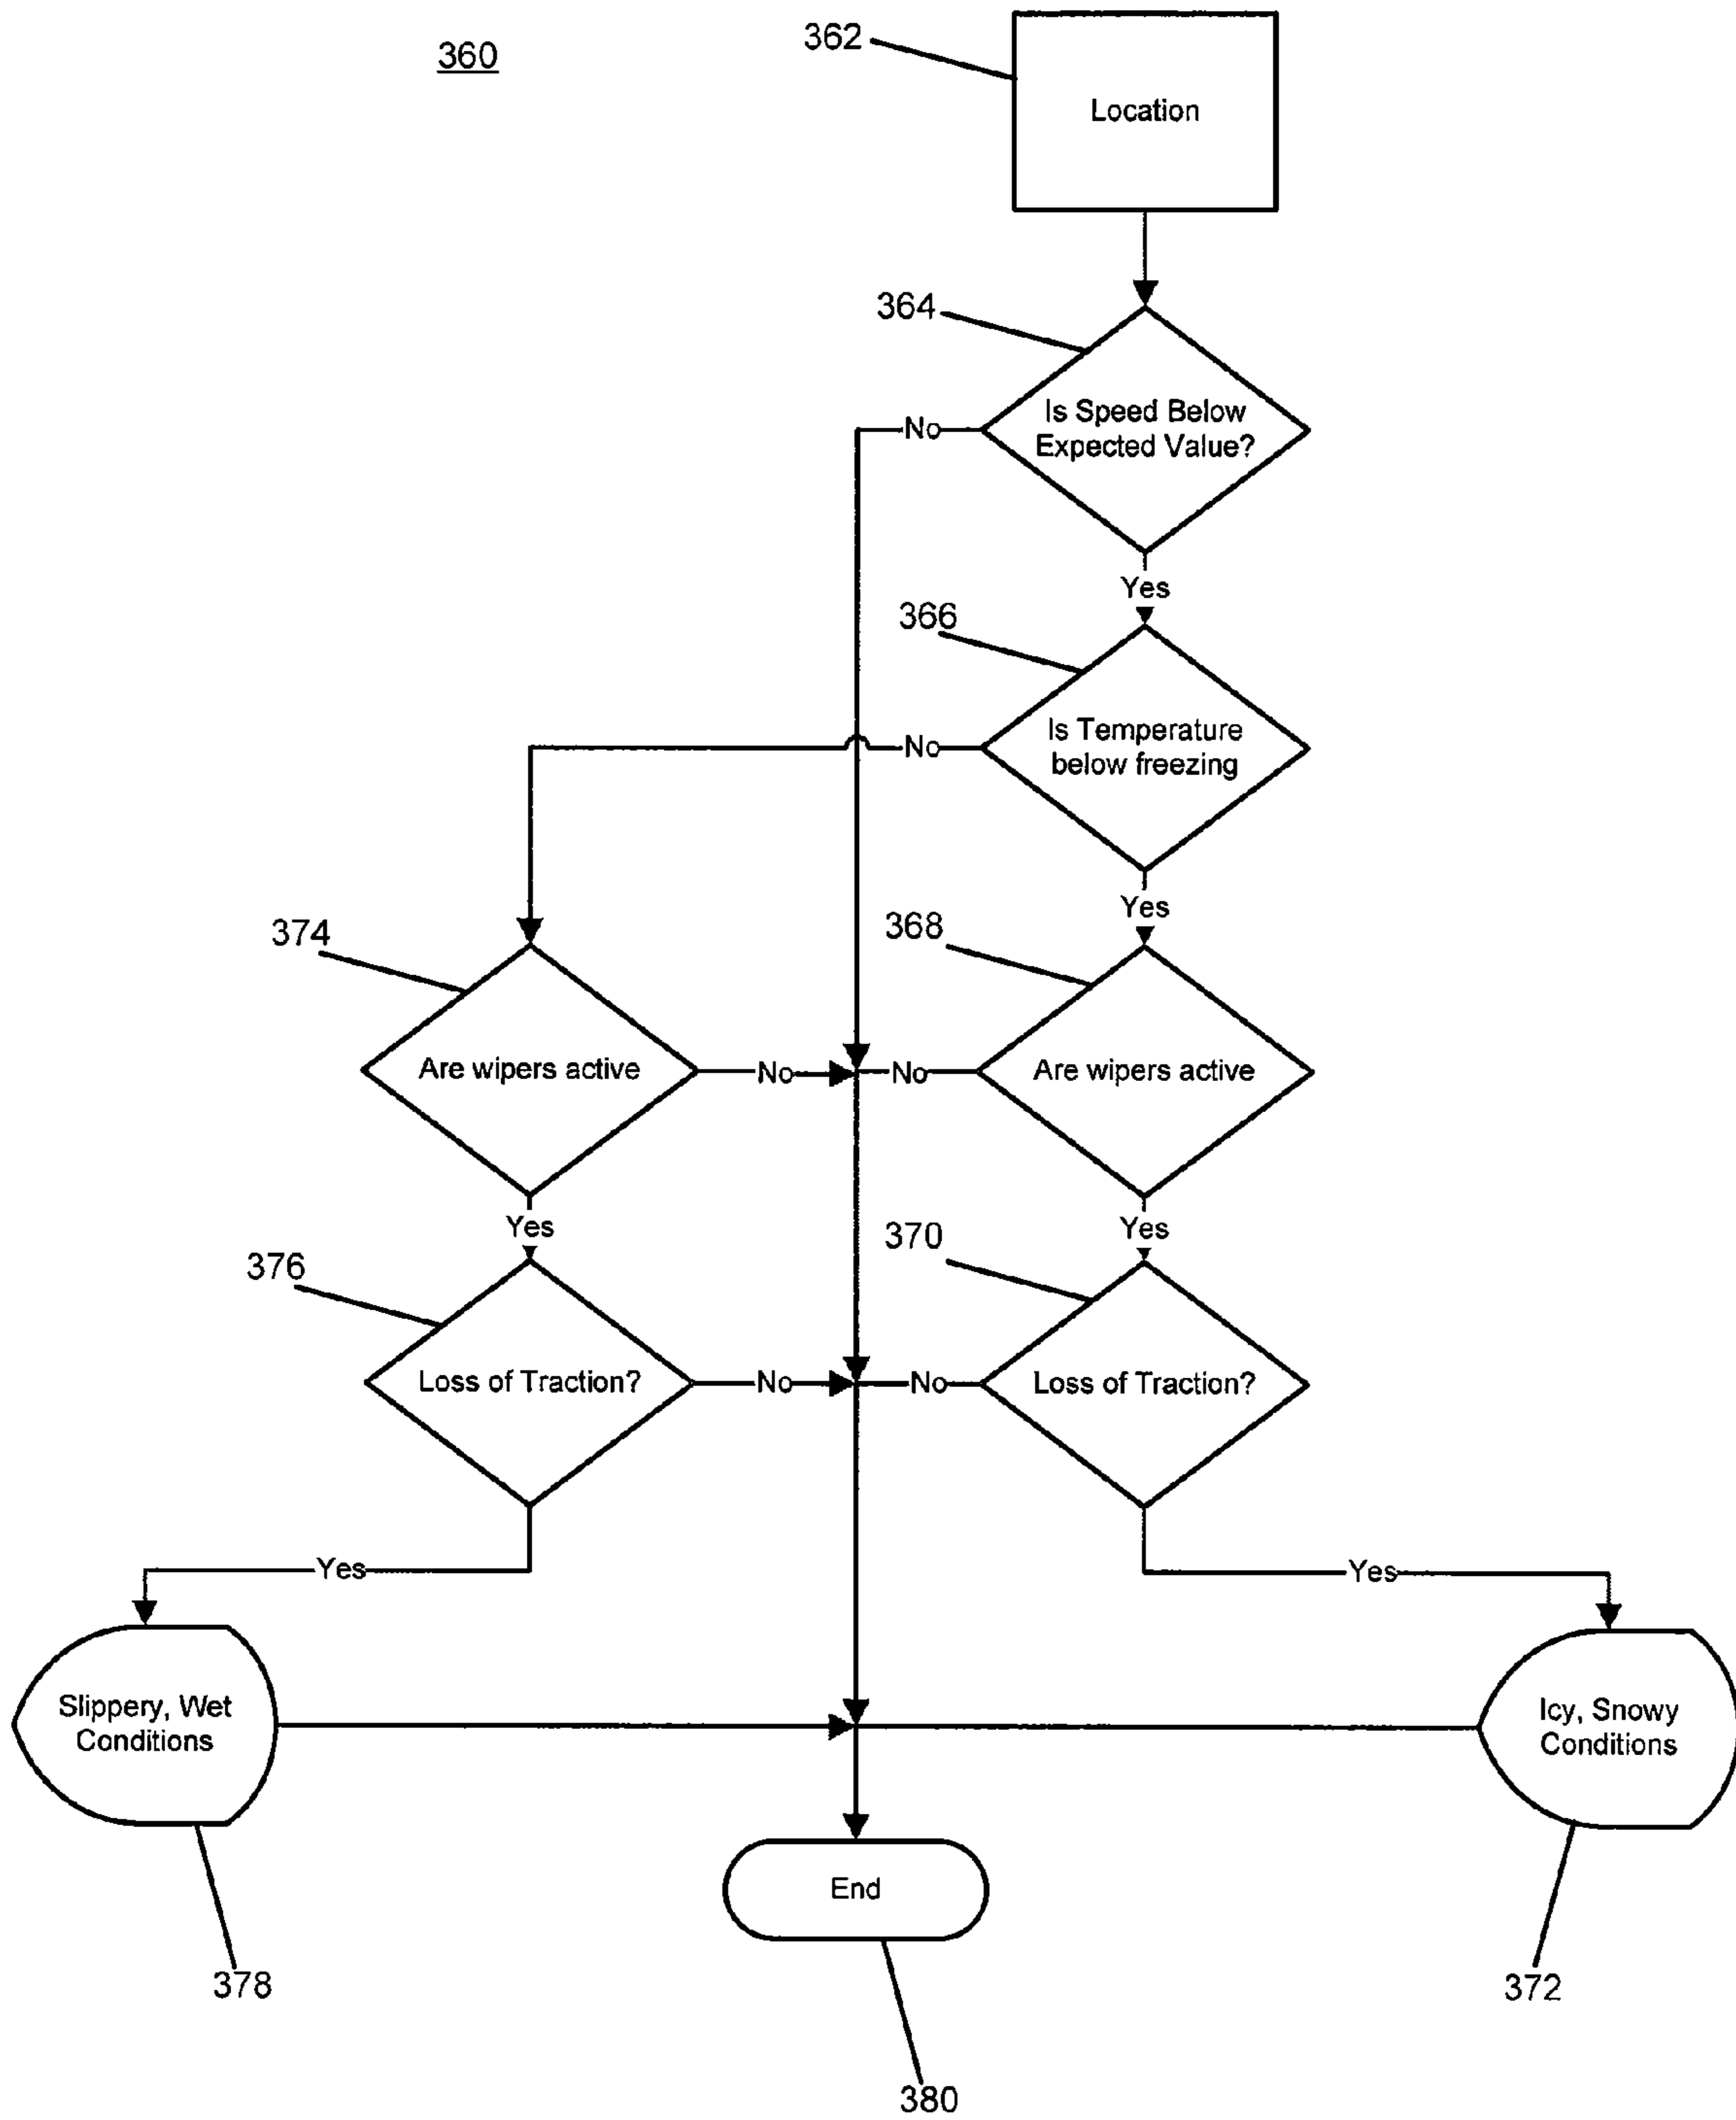 360
362
Location
364
Is Speed Below
Expected Value?
No
Yes
366
Is Temperature
below freezing
No
Yes
374
368
Are wipers active
No
No
Are wipers active
Yes
Yes
376
370
Loss of Traction?
No
No
Loss of Traction?
Yes
Yes
Slippery, Wet
Conditions
Icy, Snowy
Conditions
End
378
372
380